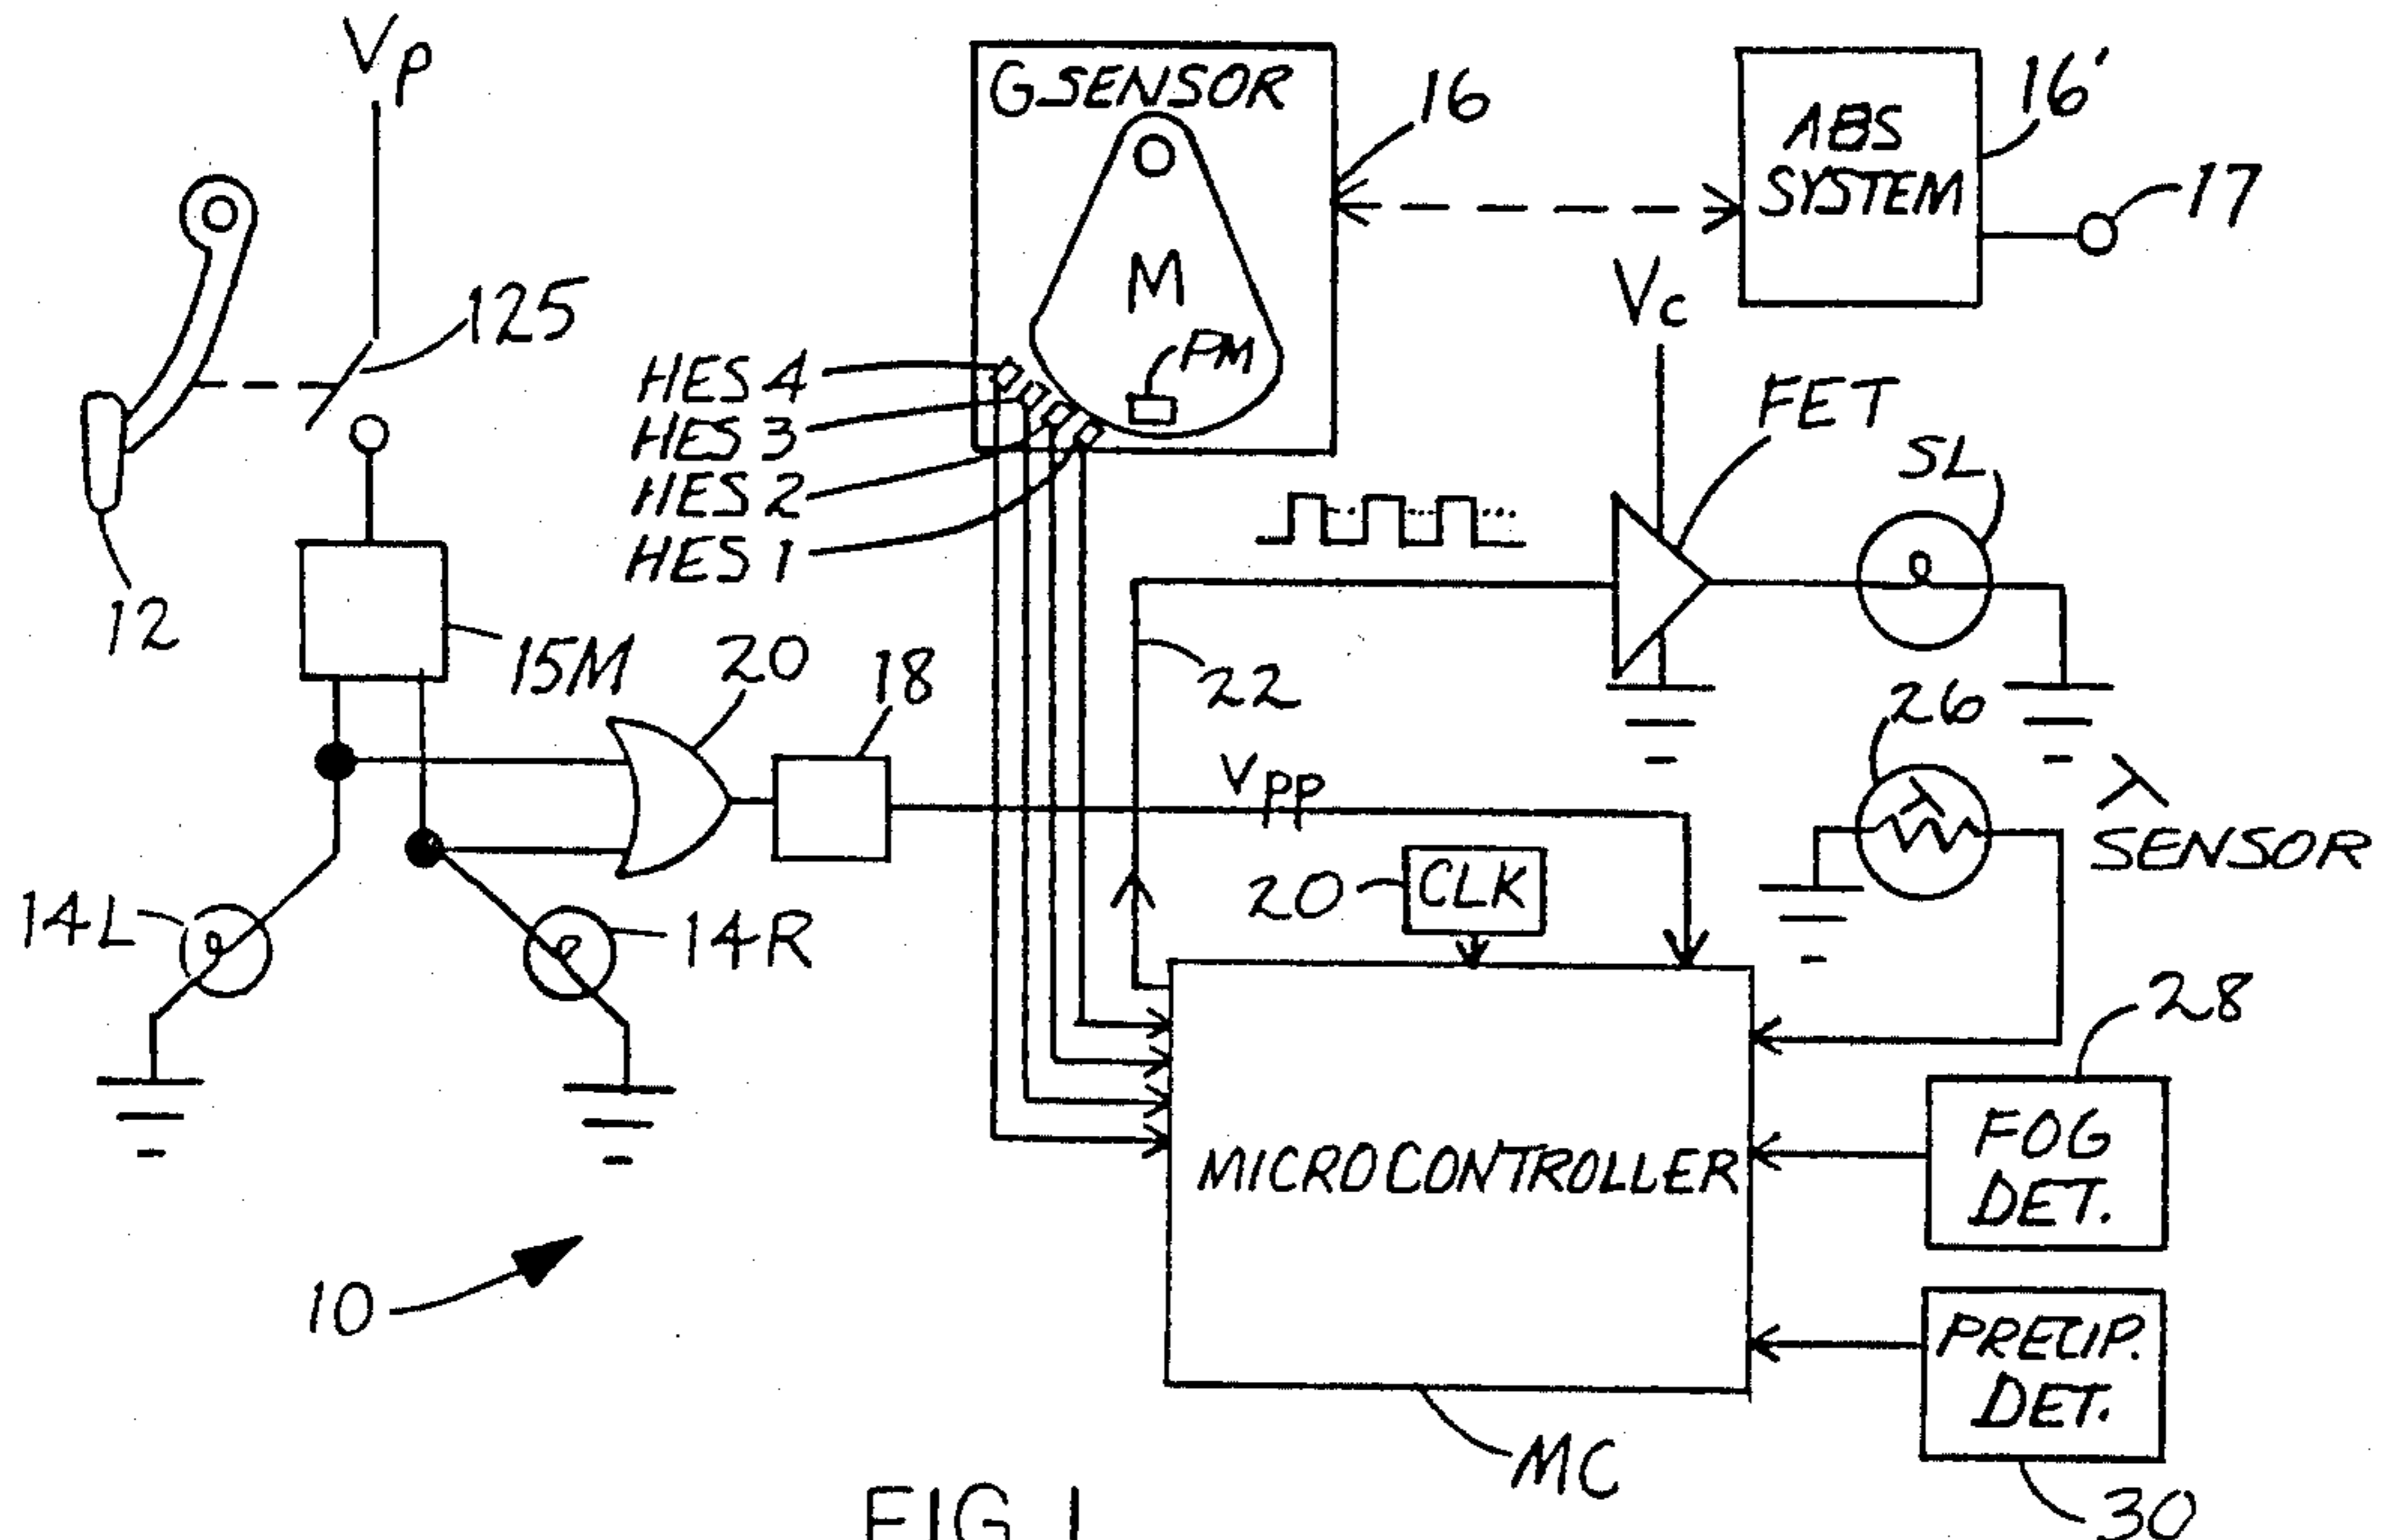 Vp
G SENSOR
16
ABS
SYSTEM
16'
17
M
PM
Vc
125
HES 4
HES 3
HES 2
HES 1
FET
SL
12
15M
20
18
22
26
λ
λ
SENSOR
Vpp
20
CLK
14L
14R
28
FOG
DET.
MICROCONTROLLER
10
PRECIP.
DET.
MC
30
FIG. 1